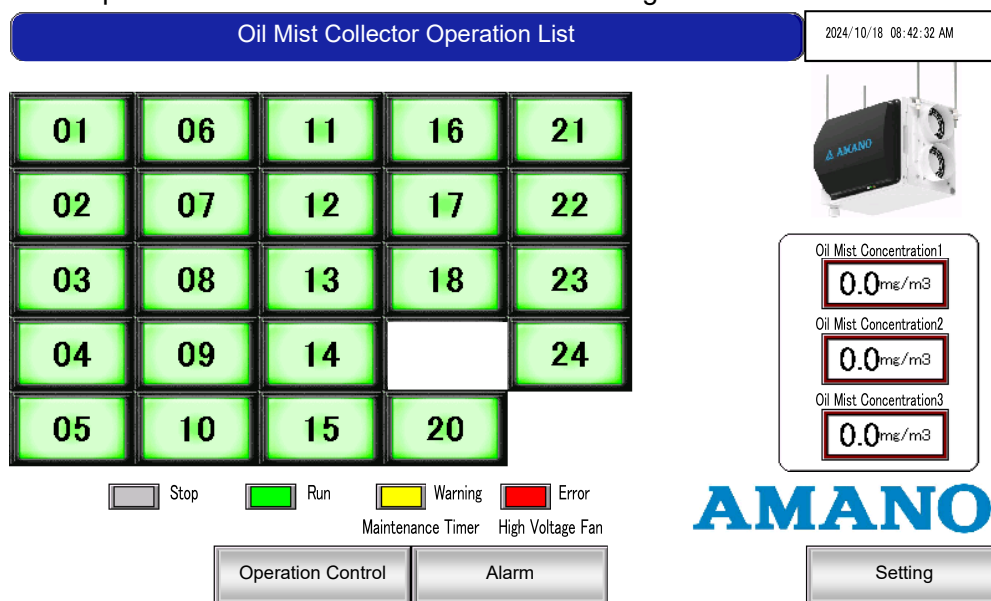 Oil Mist Collector Operation List
2024/10/18 08:42:32 AM
01 06 11 16 21
02 07 12 17 22
03 08 13 18 23
04 09 14 24
05 10 15 20
AMANO
Oil Mist Concentration1
0.0mg/m3
Oil Mist Concentration2
0.0mg/m3
Oil Mist Concentration3
0.0mg/m3
Stop Run Warning Error
Maintenance Timer High Voltage Fan
AMANO
Operation Control Alarm Setting